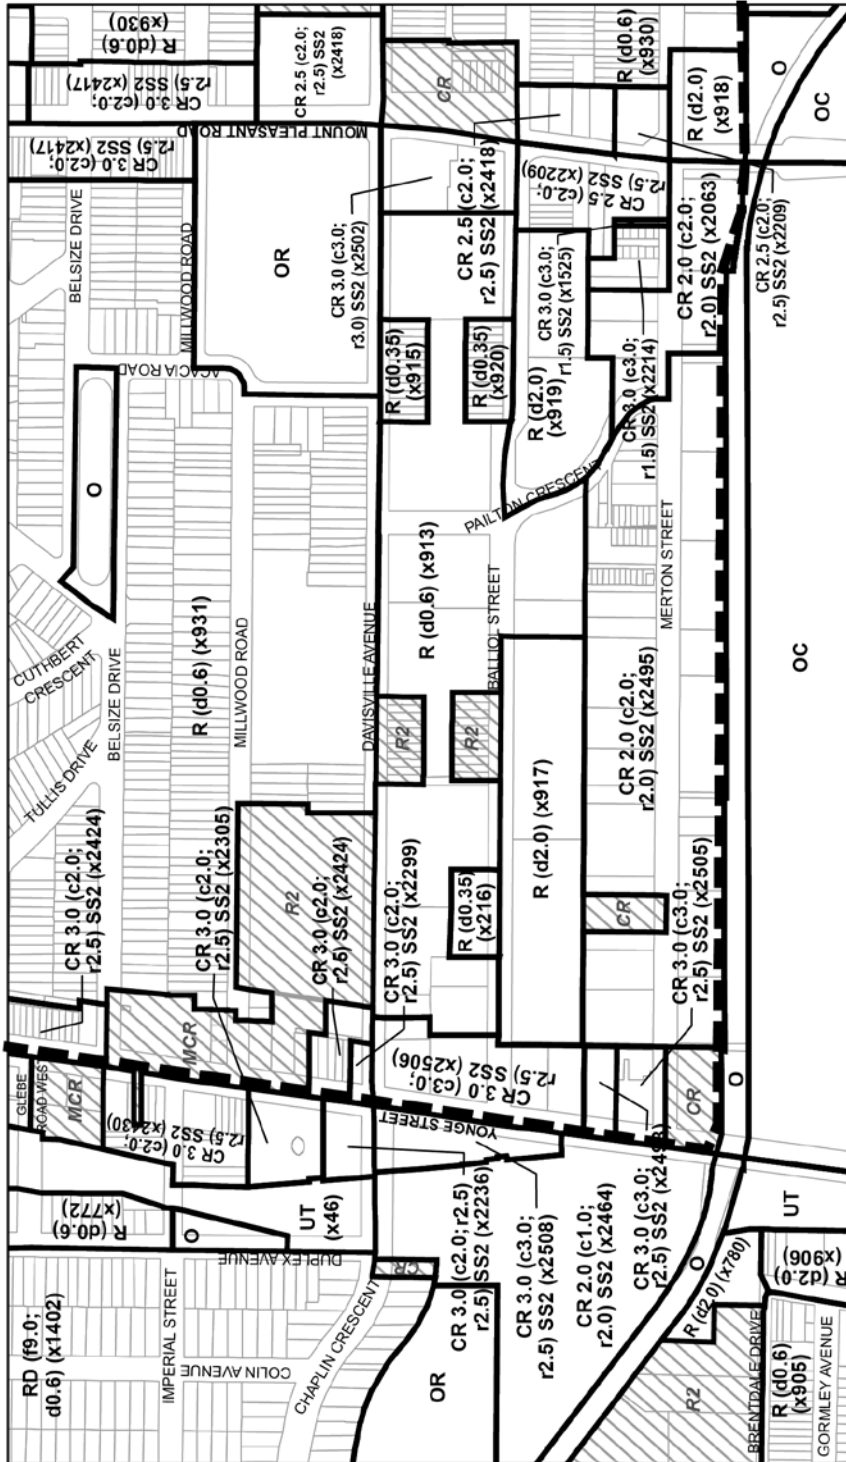 R (d0.6)
(x930)
CR 3.0 (c2.0;
r2.5) SS2 (x2417)
CR 3.0 (c2.0;
r2.5) SS2 (x2417)
CR 2.5 (c2.0;
r2.5) SS2
(x2418)
MOUNT PLEASANT ROAD
CR
R (d0.6)
(x930)
R (d2.0)
(x918)
O
OC
BELSIZE DRIVE
MILLWOOD ROAD
ACACIA ROAD
OR
CR 3.0 (c3.0;
r3.0) SS2 (x2502)
CR 2.5 (c2.0;
r2.5) SS2 (x2418)
CR 2.5 (c2.0;
r2.5) SS2 (x2209)
CR 2.0 (c2.0;
r2.0) SS2 (x2063)
CR 2.5 (c2.0;
r2.5) SS2 (x2209)
CR 3.0 (c3.0;
r1.5) SS2 (x1525)
CR 3.0 (c3.0;
r1.5) SS2 (x2214)
R (d0.35)
(x915)
R (d0.35)
(x920)
R (d2.0)
(x919)
PAILTON CRESCENT
O
R (d0.6) (x913)
MERTON STREET
CUTHBERT
CRESCENT
TULLIS DRIVE
BELSIZE DRIVE
R (d0.6) (x931)
MILLWOOD ROAD
DAVISVILLE AVENUE
BALLIOL STREET
R2
R2
CR 2.0 (c2.0;
r2.0) SS2 (x2495)
OC
R (d2.0) (x917)
CR 3.0 (c2.0;
r2.5) SS2 (x2424)
CR 3.0 (c2.0;
r2.5) SS2 (x2305)
R2
CR 3.0 (c2.0;
r2.5) SS2 (x2424)
CR 3.0 (c2.0;
r2.5) SS2 (x2299)
R (d0.35)
(x216)
CR
CR 3.0 (c3.0;
r2.5) SS2 (x2505)
MCR
CR 3.0 (c3.0;
r2.5) SS2 (x2506)
CR
O
GLEBE
ROAD WEST
MCR
CR 3.0 (c2.0;
r2.5) SS2 (x2430)
YONGE STREET
R (d0.6)
(x772)
O
UT
(x46)
DUPLEX AVENUE
CR
CR 3.0 (c2.0; r2.5)
r2.5) SS2 (x2236)
CR 3.0 (c3.0;
r2.5) SS2 (x2508)
CR 2.0 (c1.0;
r2.0) SS2 (x2464)
CR 3.0 (c3.0;
O
UT
R (d2.0) (x780)
R (d2.0)
(x906)
RD (f9.0;
d0.6) (x1402)
IMPERIAL STREET
COLIN AVENUE
CHAPLIN CRESCENT
OR
R2
BRENTDALE DRIVE
R (d0.6)
(x905)
GORMLEY AVENUE